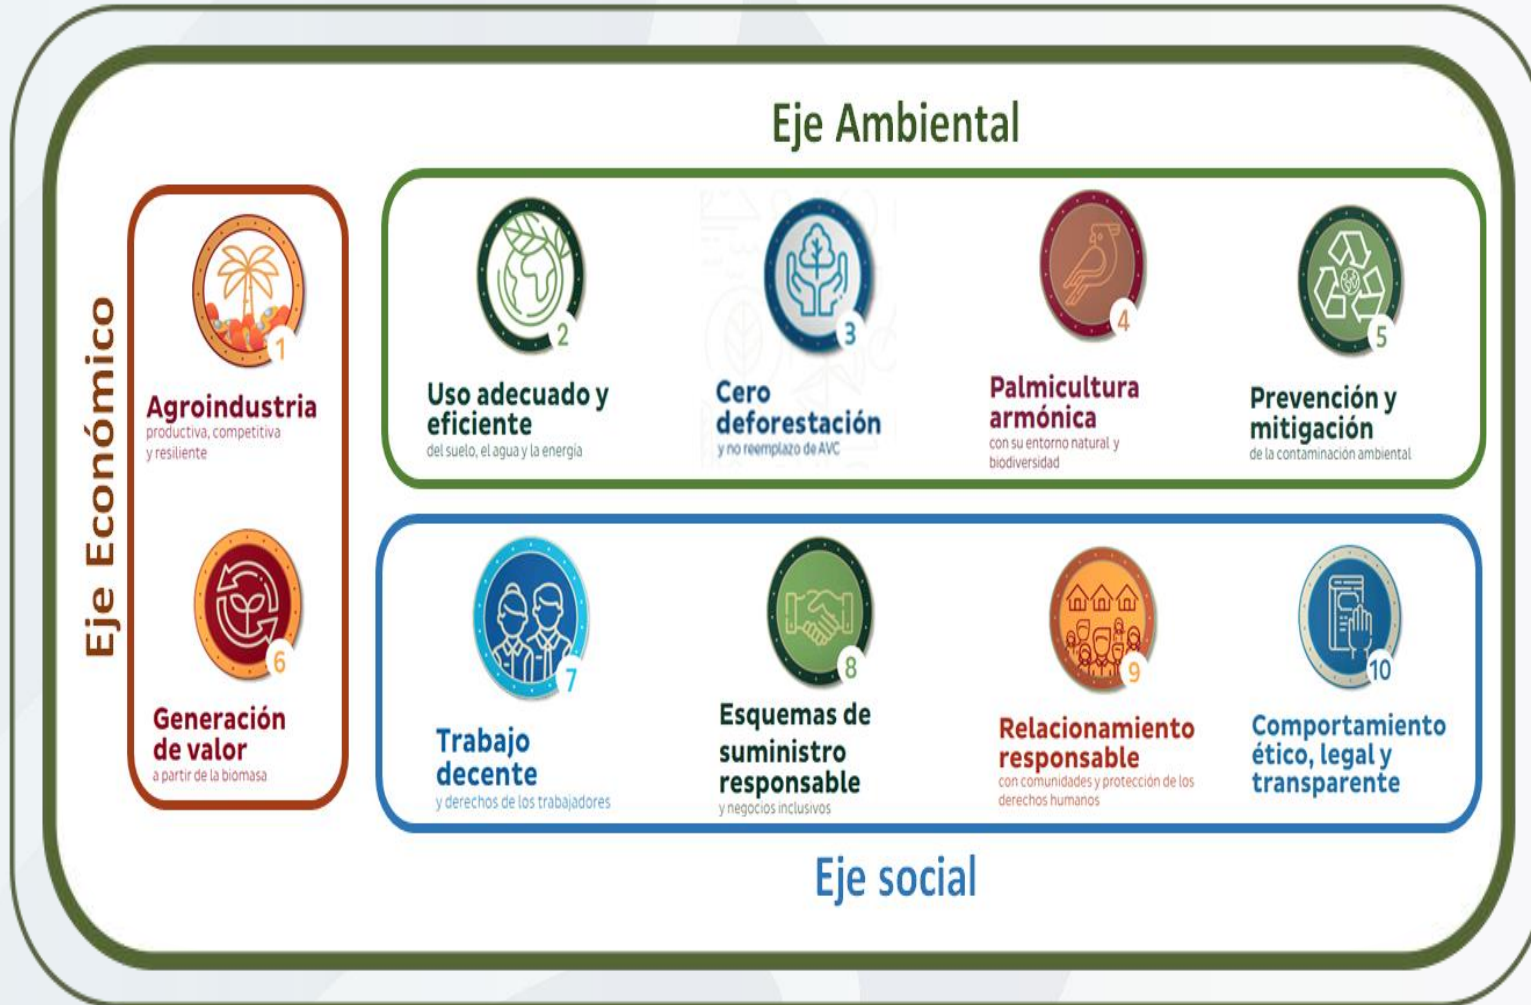 Eje Ambiental
Eje Económico
1
Agroindustria
productiva, competitiva
y resiliente
6
Generación
de valor
a partir de la biomasa
2
Uso adecuado y
eficiente
del suelo, el agua y la energía
3
Cero
deforestación
y no reemplazo de AVC
4
Palmicultura
armónica
con su entorno natural y
biodiversidad
5
Prevención y
mitigación
de la contaminación ambiental
7
Trabajo
decente
y derechos de los trabajadores
8
Esquemas de
suministro
responsable
y negocios inclusivos
9
Relacionamiento
responsable
con comunidades y protección de los
derechos humanos
10
Comportamiento
ético, legal y
transparente
Eje social